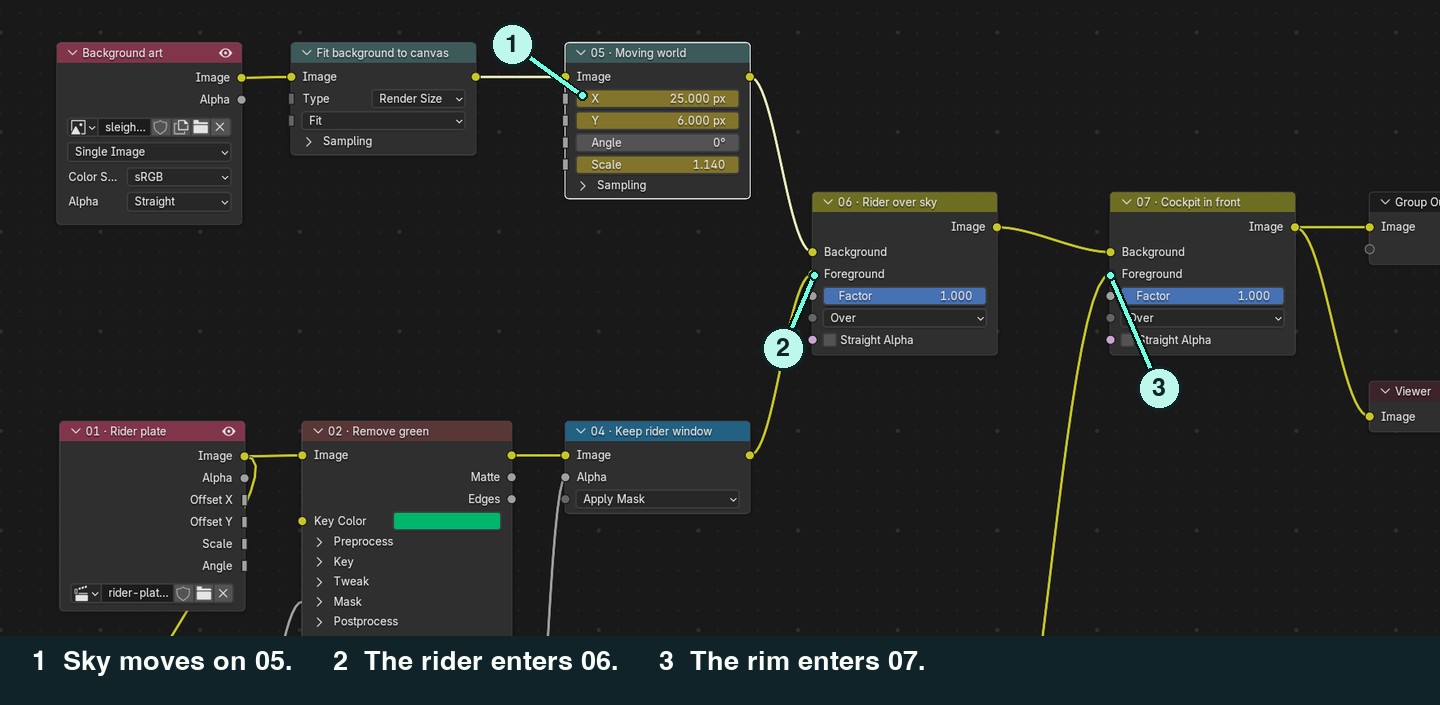 Background art
Image
Alpha
sleigh...
Single Image
Color S... sRGB
Alpha Straight
Fit background to canvas
Image
Type Render Size
Fit
Sampling
1
05 · Moving world
Image
X 25.000 px
Y 6.000 px
Angle 0°
Scale 1.140
Sampling
06 · Rider over sky
Image
Background
Foreground
Factor 1.000
Over
Straight Alpha
2
07 · Cockpit in front
Image
Background
Foreground
Factor 1.000
Over
Straight Alpha
3
Group Ou
Image
Viewer
Image
01 · Rider plate
Image
Alpha
Offset X
Offset Y
Scale
Angle
rider-plat...
02 · Remove green
Image
Matte
Edges
Key Color
Preprocess
Key
Tweak
Mask
Postprocess
04 · Keep rider window
Image
Alpha
Apply Mask
1 Sky moves on 05. 2 The rider enters 06. 3 The rim enters 07.